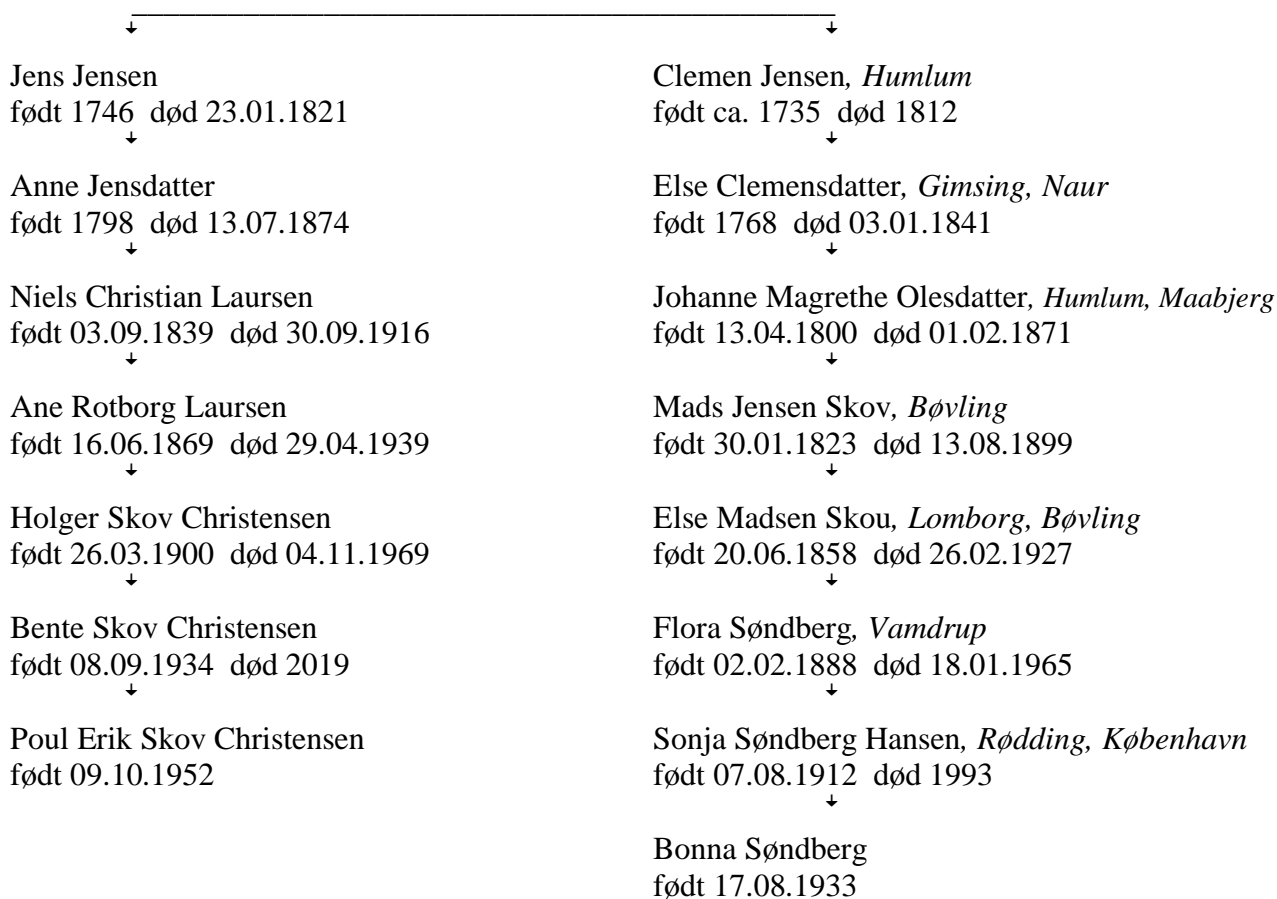 Jens Jensen
født 1746 død 23.01.1821
Anne Jensdatter
født 1798 død 13.07.1874
Niels Christian Laursen
født 03.09.1839 død 30.09.1916
Ane Rotborg Laursen
født 16.06.1869 død 29.04.1939
Holger Skov Christensen
født 26.03.1900 død 04.11.1969
Bente Skov Christensen
født 08.09.1934 død 2019
Poul Erik Skov Christensen
født 09.10.1952
Clemen Jensen, Humlum
født ca. 1735 død 1812
Else Clemensdatter, Gimsing, Naur
født 1768 død 03.01.1841
Johanne Magrethe Olesdatter, Humlum, Maabjerg
født 13.04.1800 død 01.02.1871
Mads Jensen Skov, Bøvling
født 30.01.1823 død 13.08.1899
Else Madsen Skou, Lomborg, Bøvling
født 20.06.1858 død 26.02.1927
Flora Søndberg, Vamdrup
født 02.02.1888 død 18.01.1965
Sonja Søndberg Hansen, Rødding, København
født 07.08.1912 død 1993
Bonna Søndberg
født 17.08.1933